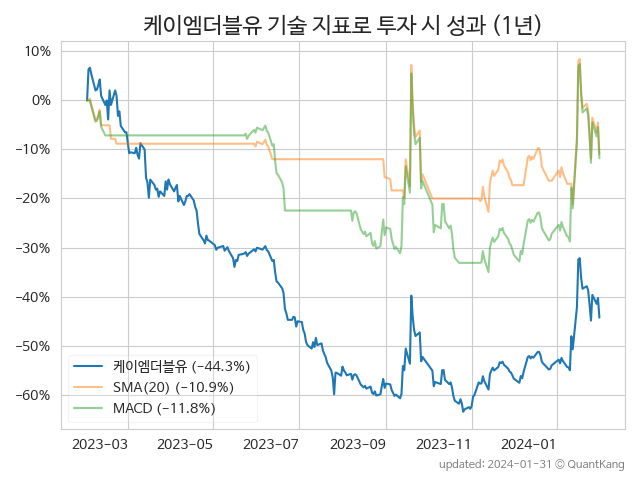 케이엠더블유 기술 지표로 투자 시 성과 (1년)
10%
0%
−10%
−20%
−30%
−40%
−50%
−60%
케이엠더블유 (−44.3%)
SMA(20) (−10.9%)
MACD (−11.8%)
2023-03 2023-05 2023-07 2023-09 2023-11 2024-01
updated: 2024-01-31 © QuantKang